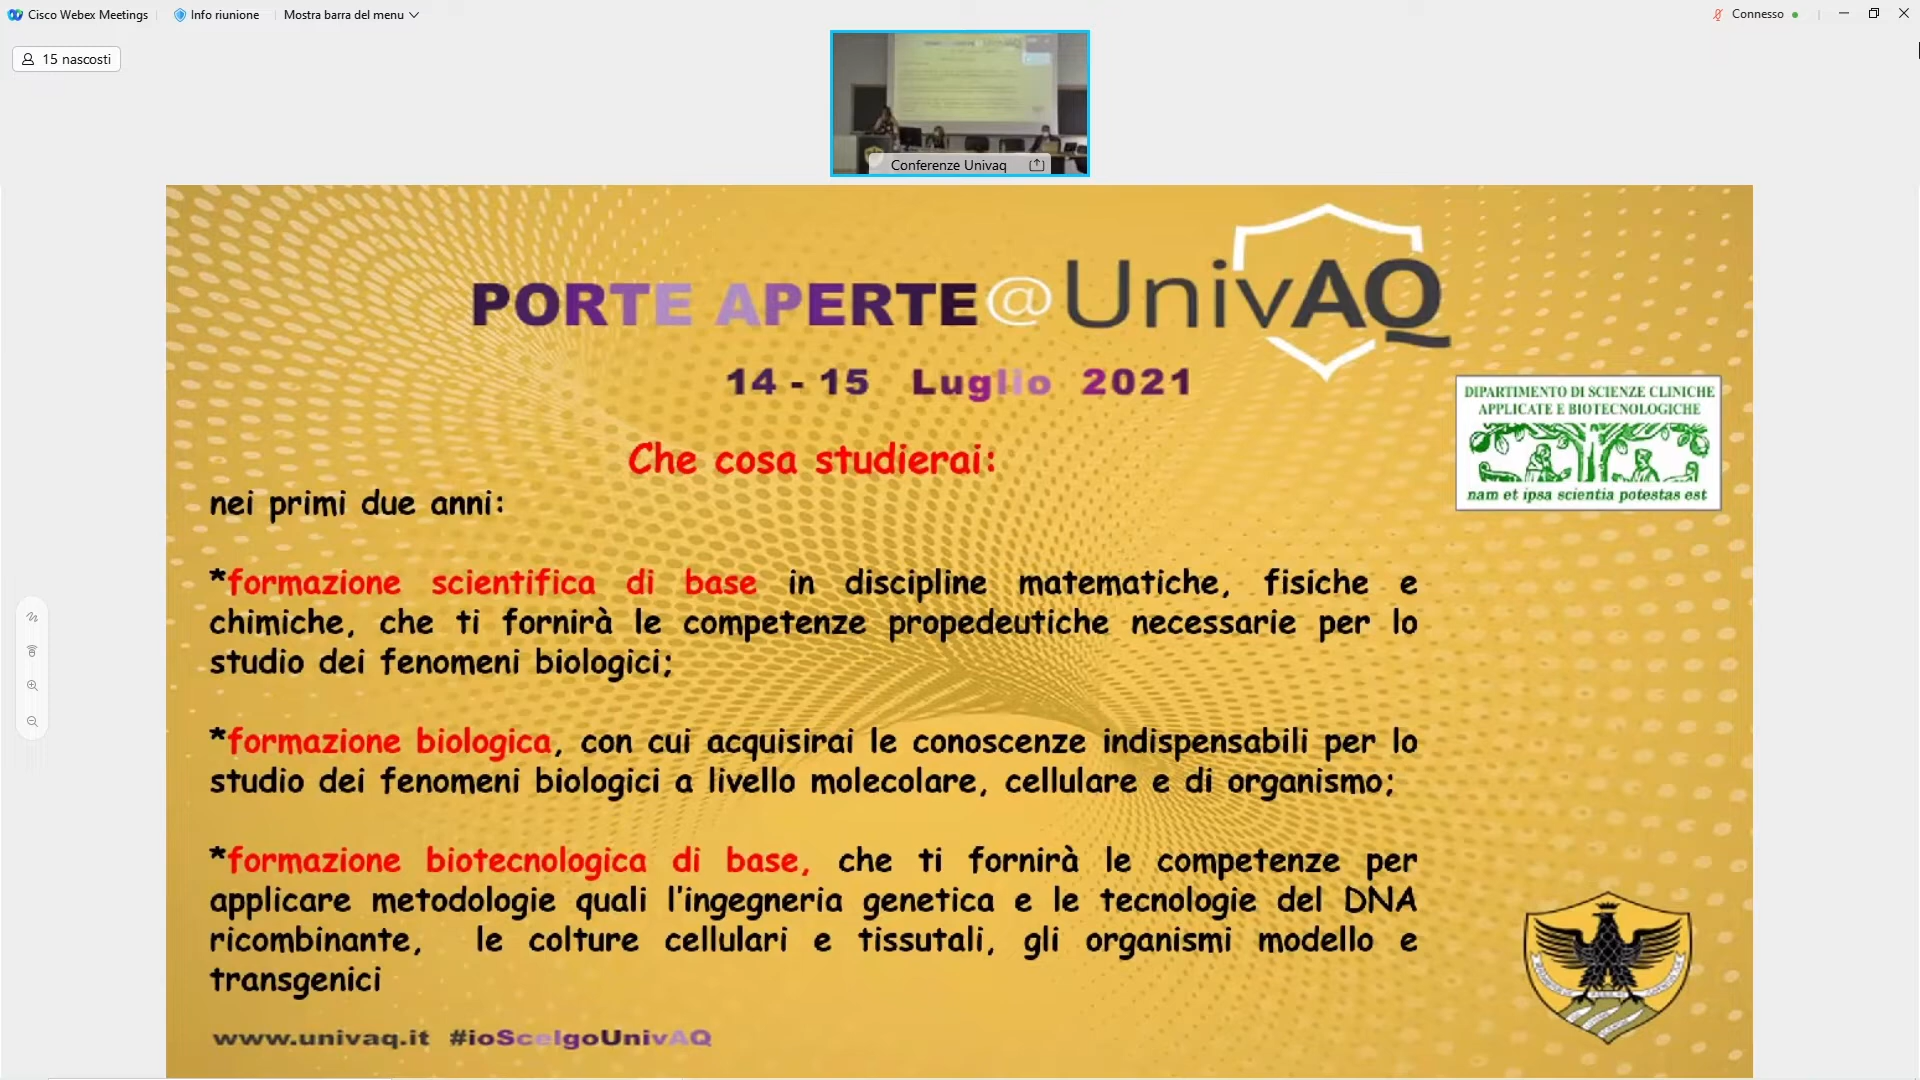 Cisco Webex Meetings
Info riunione
Mostra barra del menu
Connesso
15 nascosti
Conferenze Univaq
PORTE APERTE@UnivAQ
14 - 15 Luglio 2021
DIPARTIMENTO DI SCIENZE CLINICHE
APPLICATE E BIOTECNOLOGICHE
nam et ipsa scientia potestas est
Che cosa studierai:
nei primi due anni:
*formazione scientifica di base in discipline matematiche, fisiche e
chimiche, che ti fornirà le competenze propedeutiche necessarie per lo
studio dei fenomeni biologici;
*formazione biologica, con cui acquisirai le conoscenze indispensabili per lo
studio dei fenomeni biologici a livello molecolare, cellulare e di organismo;
*formazione biotecnologica di base, che ti fornirà le competenze per
applicare metodologie quali l'ingegneria genetica e le tecnologie del DNA
ricombinante, le colture cellulari e tissutali, gli organismi modello e
transgenici
www.univaq.it #ioScelgoUnivAQ